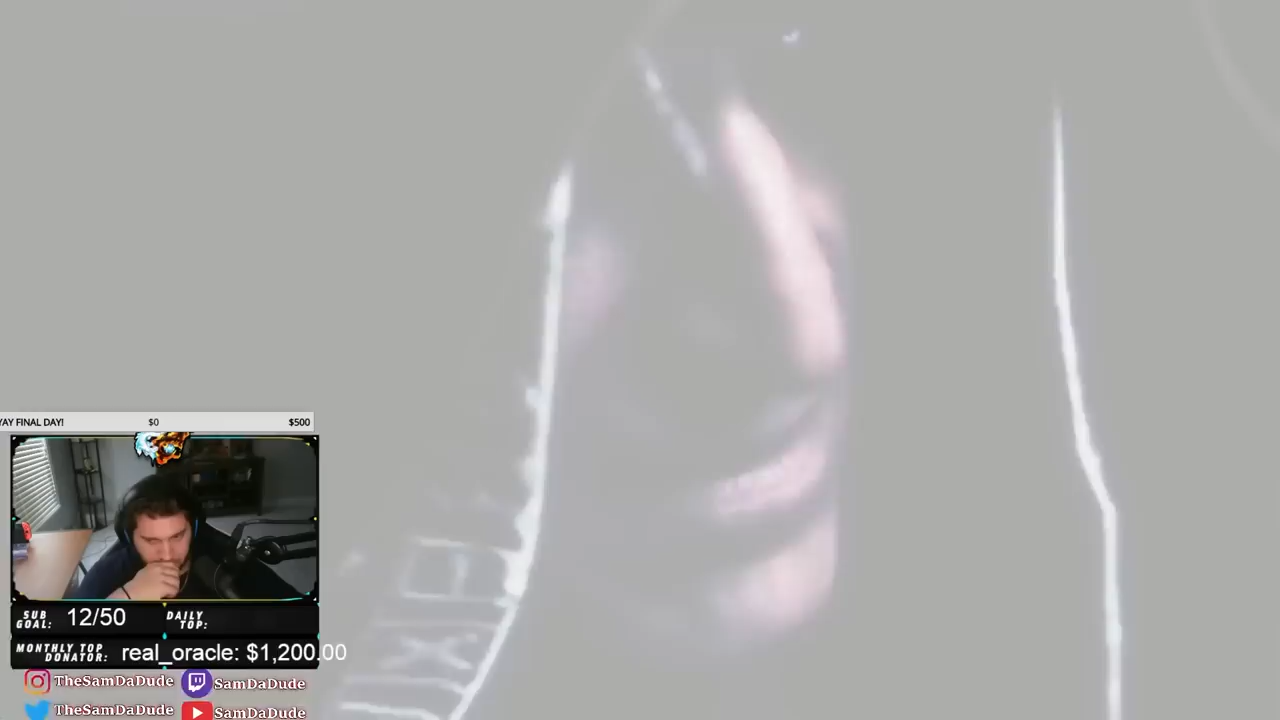 YAY FINAL DAY! $0 $500
SUB GOAL: 12/50 DAILY TOP:
MONTHLY TOP DONATOR: real_oracle: $1,200.00
TheSamDaDude SamDaDude
TheSamDaDude SamDaDude